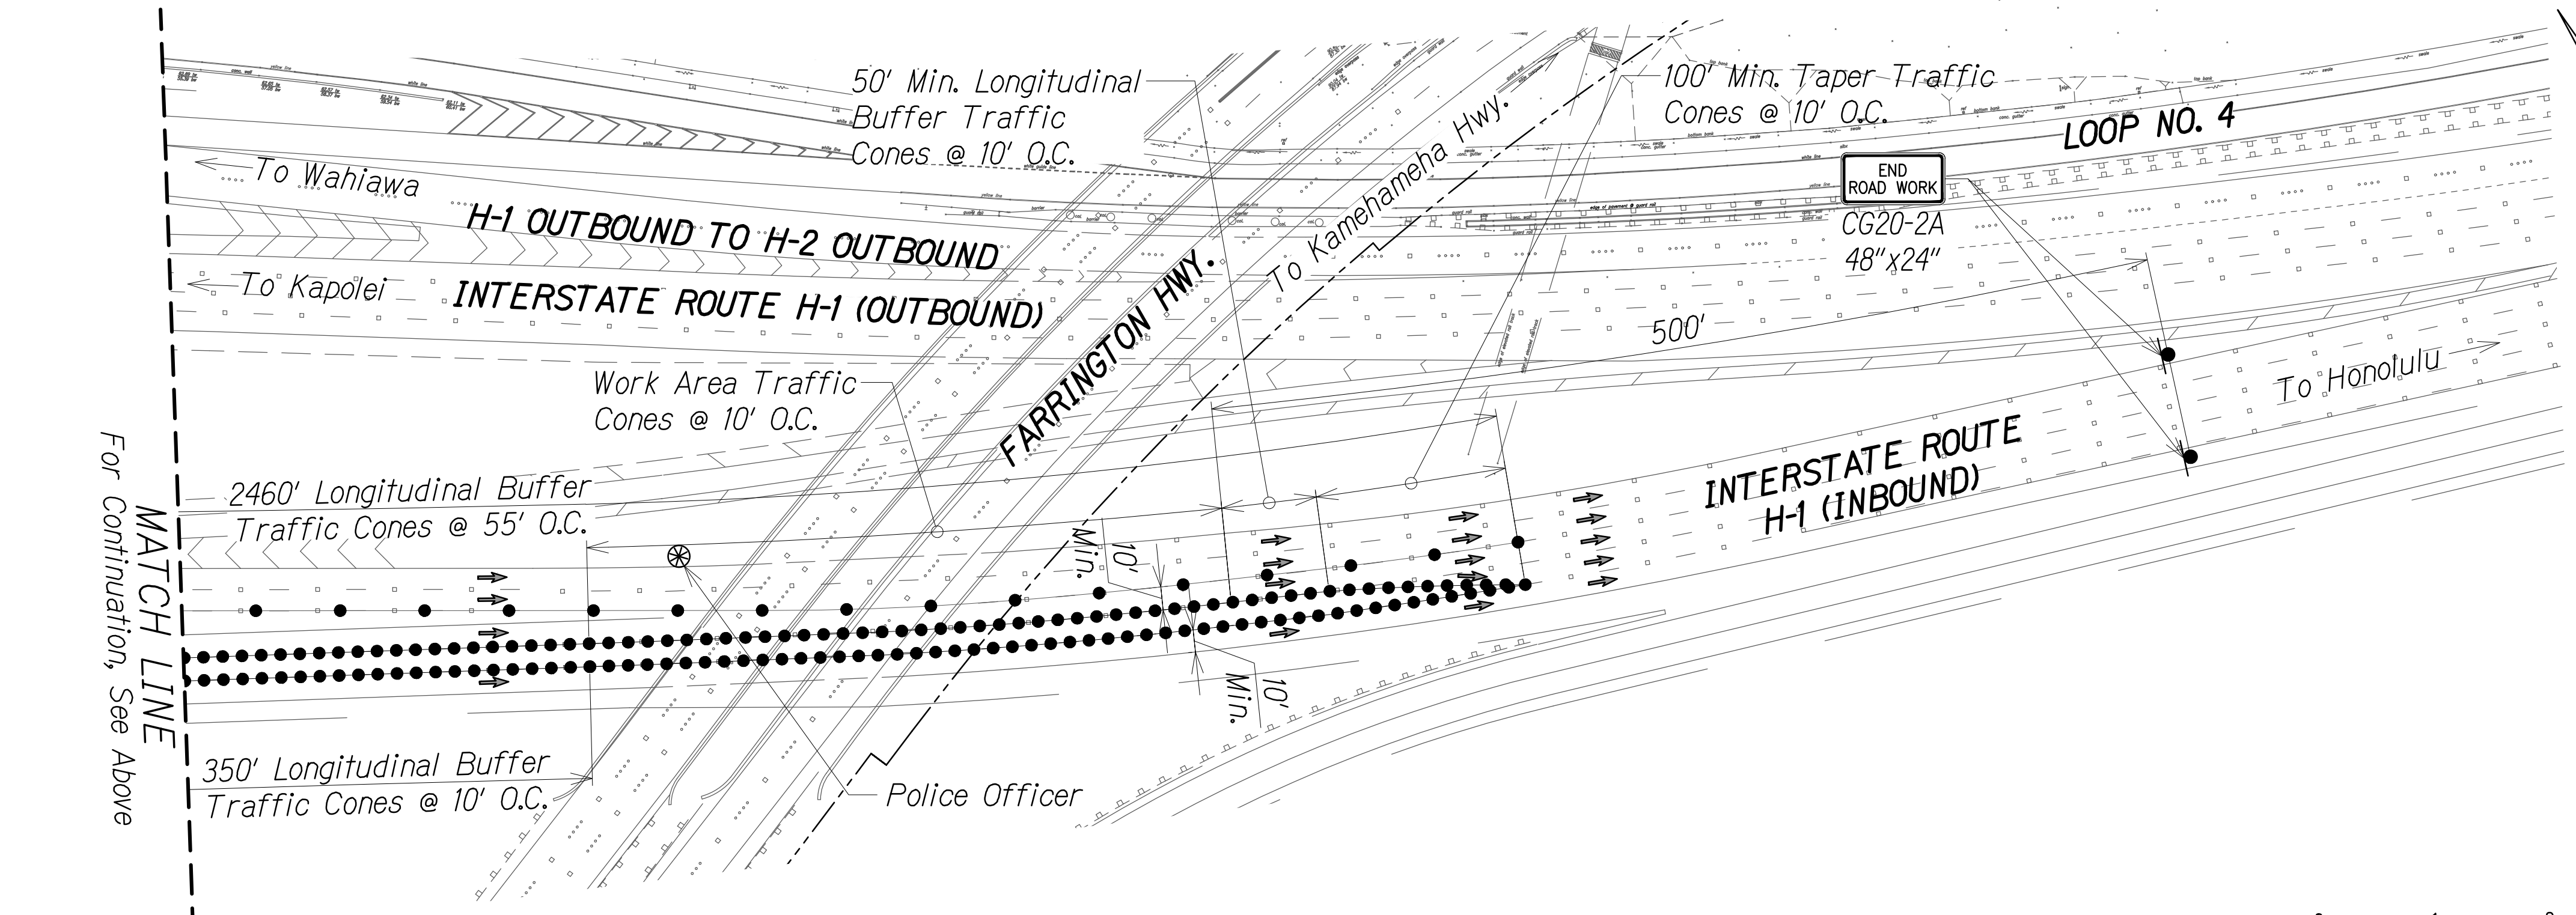 50' Min. Longitudinal
Buffer Traffic
Cones @ 10' O.C.
100' Min. Taper Traffic
Cones @ 10' O.C.
LOOP NO. 4
END
ROAD WORK
CG20-2A
48"x24"
To Wahiawa
H-1 OUTBOUND TO H-2 OUTBOUND
To Kapolei
INTERSTATE ROUTE H-1 (OUTBOUND)
FARRINGTON HWY.
To Kamehameha Hwy.
500'
To Honolulu
Work Area Traffic
Cones @ 10' O.C.
INTERSTATE ROUTE
H-1 (INBOUND)
2460' Longitudinal Buffer
Traffic Cones @ 55' O.C.
10'
Min.
10'
Min.
MATCH LINE
For Continuation, See Above
350' Longitudinal Buffer
Traffic Cones @ 10' O.C.
Police Officer